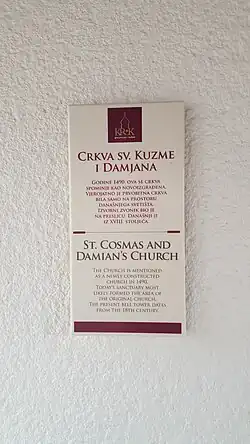 KRK
CRKVA SV. KUZME
I DAMJANA
GODINE 1490. OVA SE CRKVA
SPOMINJE KAO NOVOIZGRAĐENA.
VJEROJATNO JE PRVOBITNA CRKVA
BILA SAMO NA PROSTORU
DANAŠNJEG SVETIŠTA.
IZVORNI ZVONIK BIO JE
NA PRESLICU. DANAŠNJI JE
IZ XVIII. STOLJEĆA.
ST. COSMAS AND
DAMIAN'S CHURCH
THE CHURCH IS MENTIONED
AS A NEWLY CONSTRUCTED
CHURCH IN 1490.
TODAY'S SANCTUARY MOST
LIKELY FORMED THE AREA OF
THE ORIGINAL CHURCH.
THE PRESENT BELL TOWER DATES
FROM THE 18TH CENTURY.